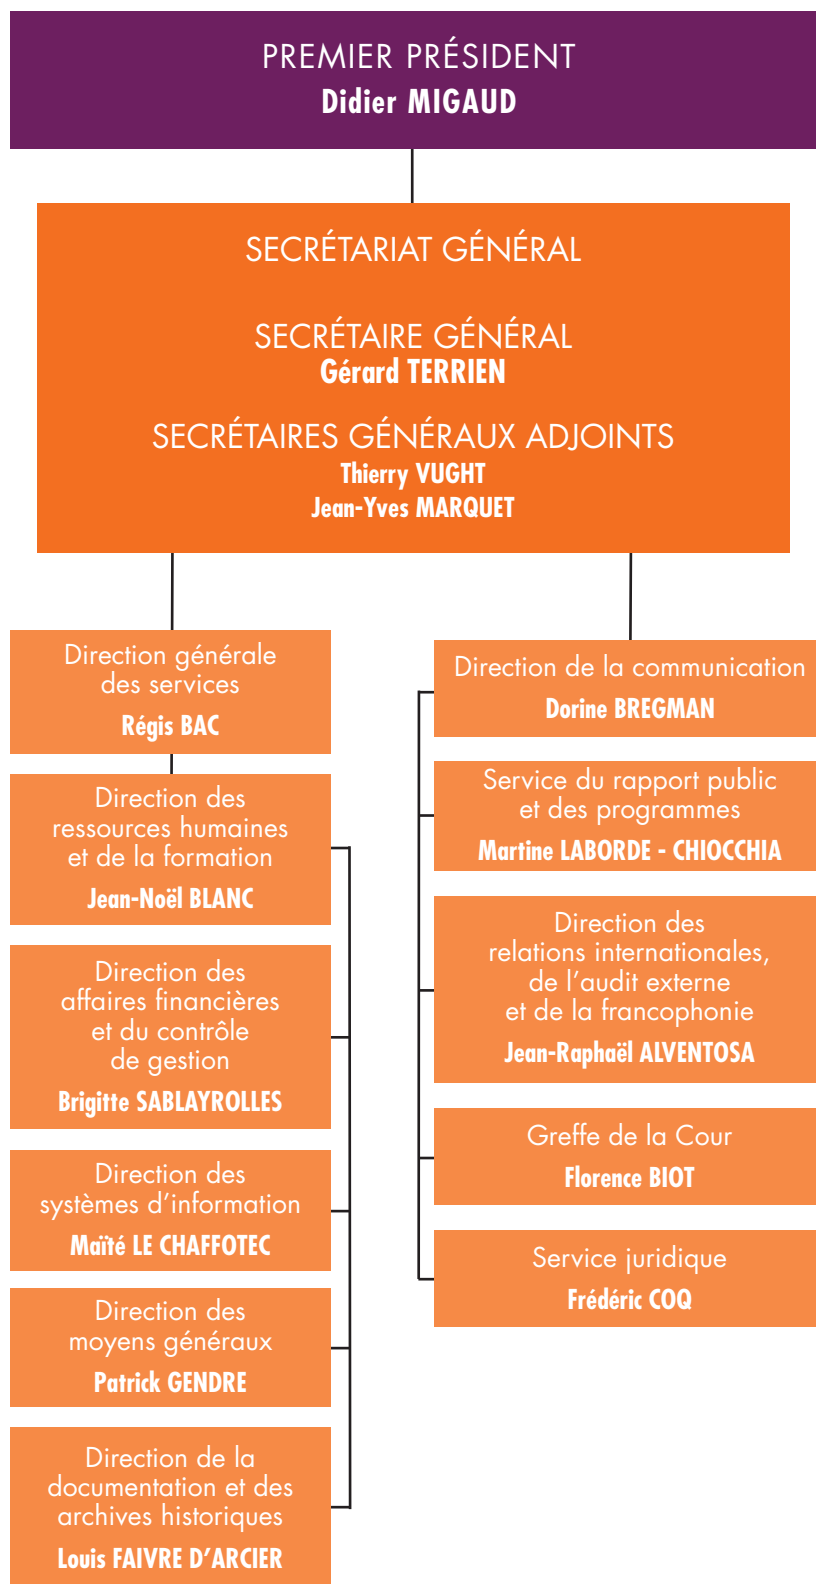 PREMIER PRÉSIDENT
Didier MIGAUD
SECRÉTARIAT GÉNÉRAL
SECRÉTAIRE GÉNÉRAL
Gérard TERRIEN
SECRÉTAIRES GÉNÉRAUX ADJOINTS
Thierry VUGHT
Jean-Yves MARQUET
Direction générale
des services
Régis BAC
Direction des
ressources humaines
et de la formation
Jean-Noël BLANC
Direction des
affaires financières
et du contrôle
de gestion
Brigitte SABLAYROLLES
Direction des
systèmes d’information
Maïté LE CHAFFOTEC
Direction des
moyens généraux
Patrick GENDRE
Direction de la
documentation et des
archives historiques
Louis FAIVRE D’ARCIER
Direction de la communication
Dorine BREGMAN
Service du rapport public
et des programmes
Martine LABORDE - CHIOCCHIA
Direction des
relations internationales,
de l’audit externe
et de la francophonie
Jean-Raphaël ALVENTOSA
Greffe de la Cour
Florence BIOT
Service juridique
Frédéric COQ